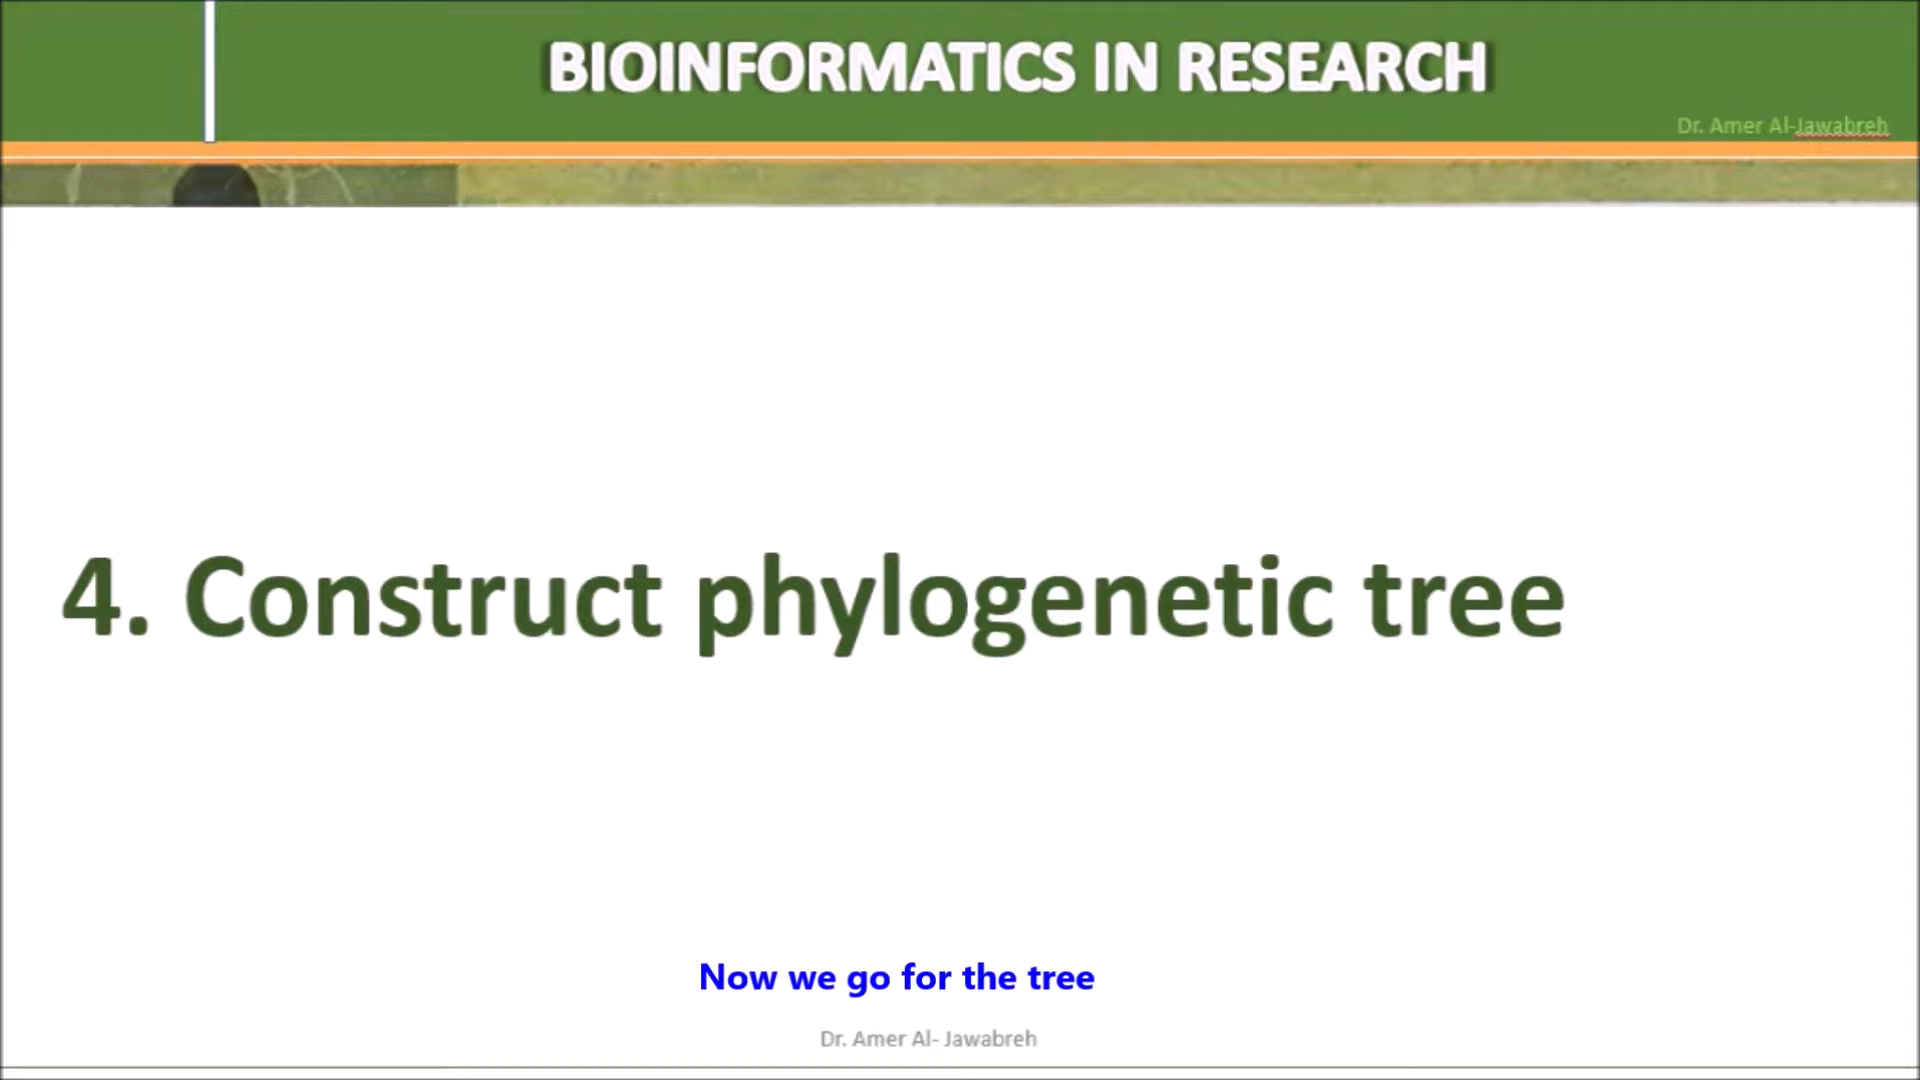 BIOINFORMATICS IN RESEARCH
Dr. Amer Al-Jawabreh
4. Construct phylogenetic tree
Now we go for the tree
Dr. Amer Al- Jawabreh